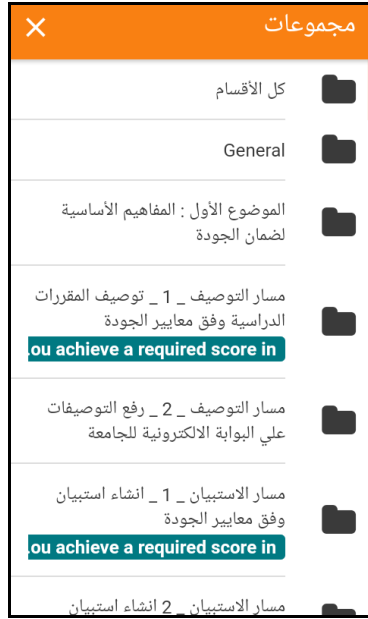 مجموعات
كل الأقسام
General
الموضوع الأول : المفاهيم الأساسية
لضمان الجودة
مسار التوصيف _ 1 _ توصيف المقررات
الدراسية وفق معايير الجودة
.ou achieve a required score in
مسار التوصيف _ 2 _ رفع التوصيفات
علي البوابة الالكترونية للجامعة
مسار الاستبيان _ 1 _ انشاء استبيان
وفق معايير الجودة
.ou achieve a required score in
مسار الاستبيان _ 2 انشاء استبيان